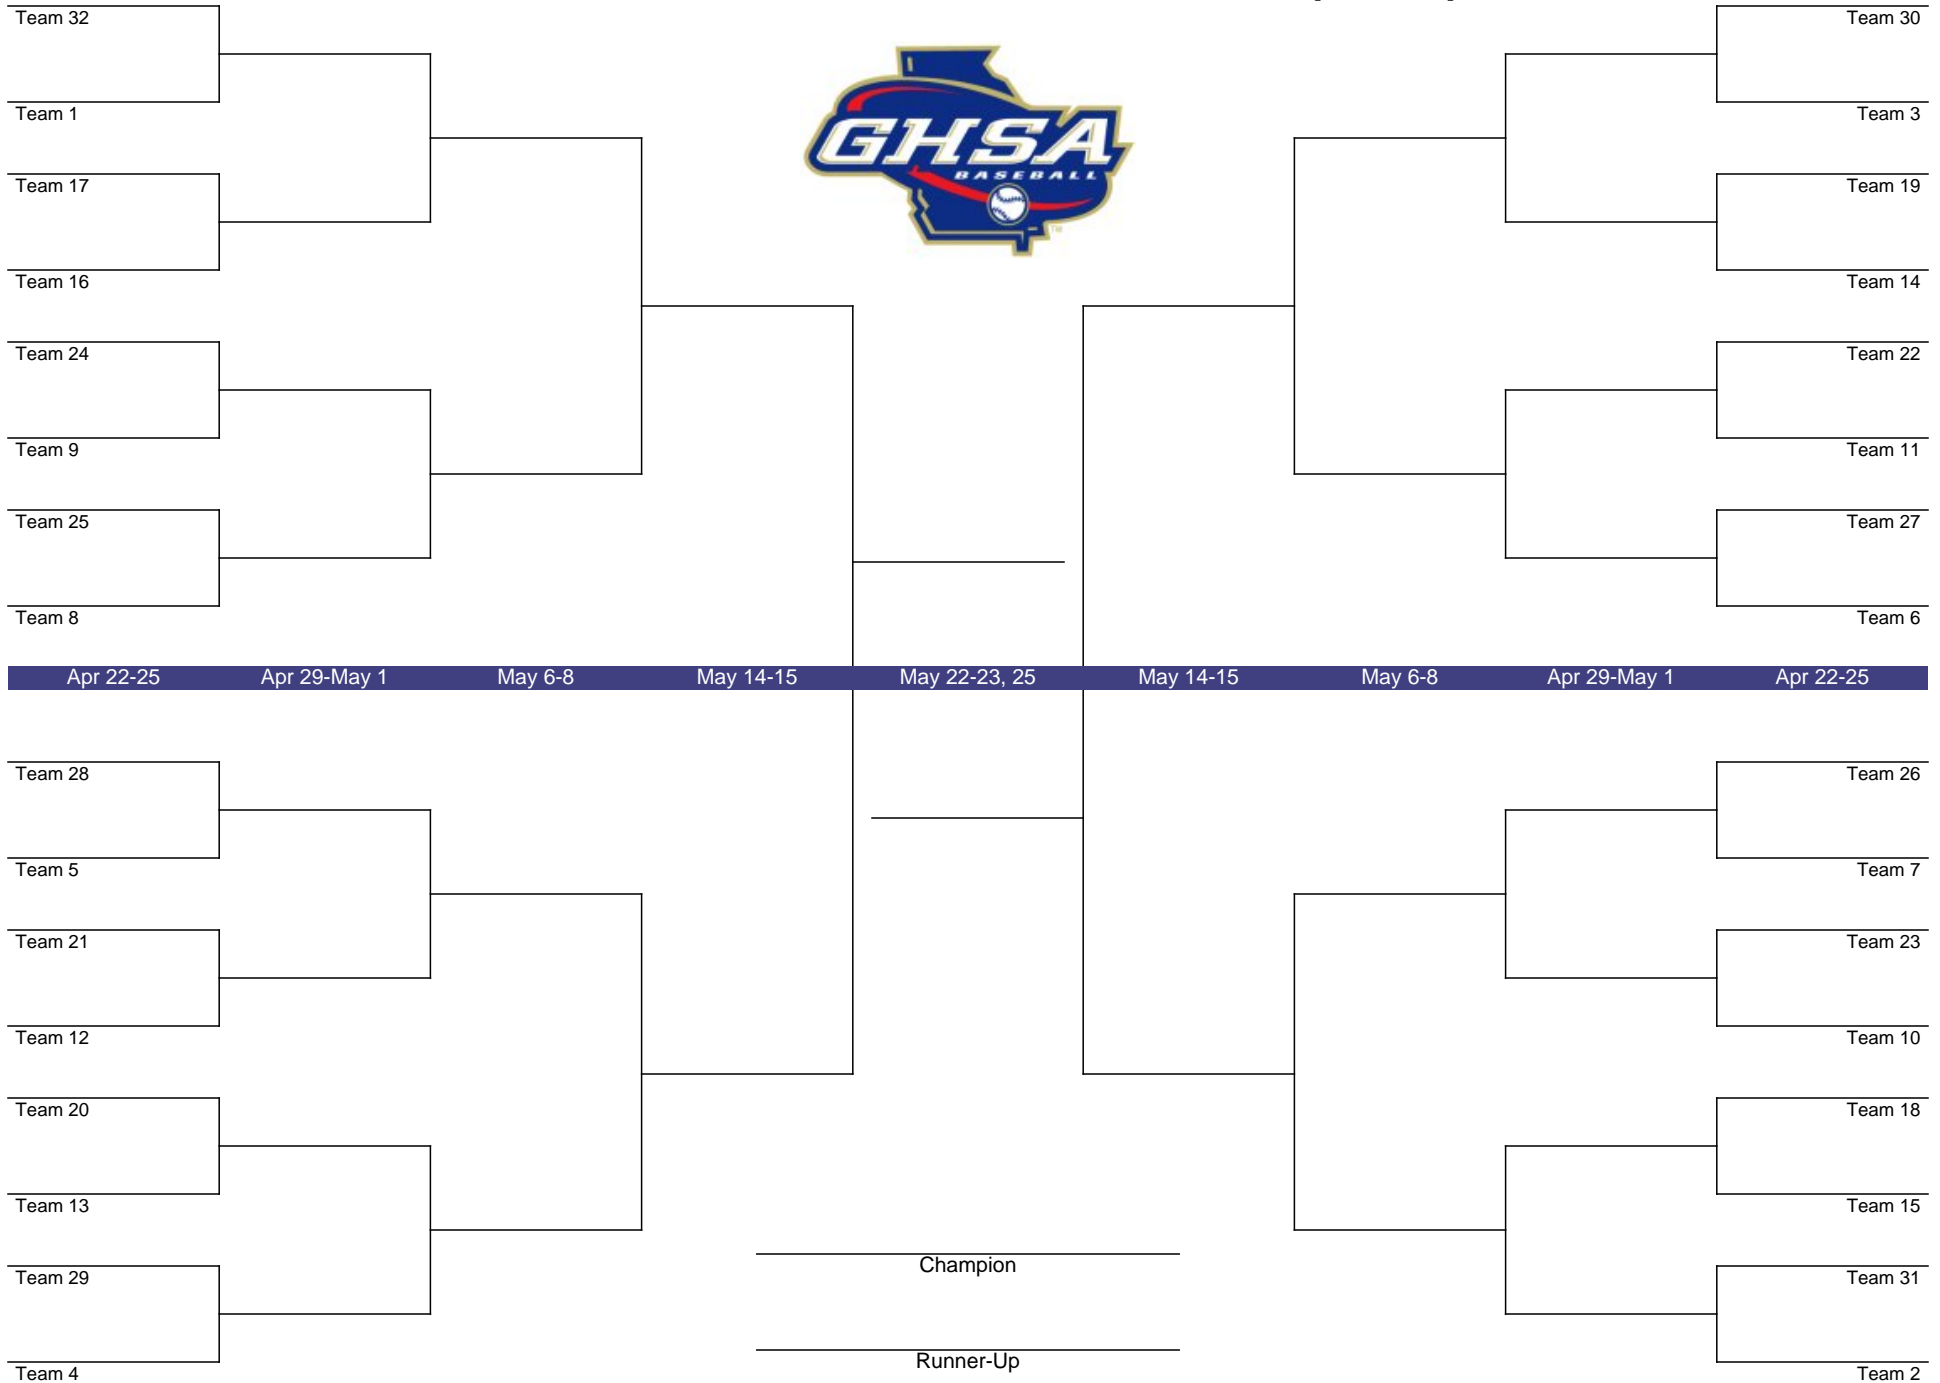 Team 32
Team 1
Team 17
Team 16
Team 24
Team 9
Team 25
Team 8
GHSA
BASEBALL
TM
Team 30
Team 3
Team 19
Team 14
Team 22
Team 11
Team 27
Team 6
Apr 22-25 Apr 29-May 1 May 6-8 May 14-15 May 22-23, 25 May 14-15 May 6-8 Apr 29-May 1 Apr 22-25
Team 28
Team 5
Team 21
Team 12
Team 20
Team 13
Team 29
Team 4
Champion
Runner-Up
Team 26
Team 7
Team 23
Team 10
Team 18
Team 15
Team 31
Team 2